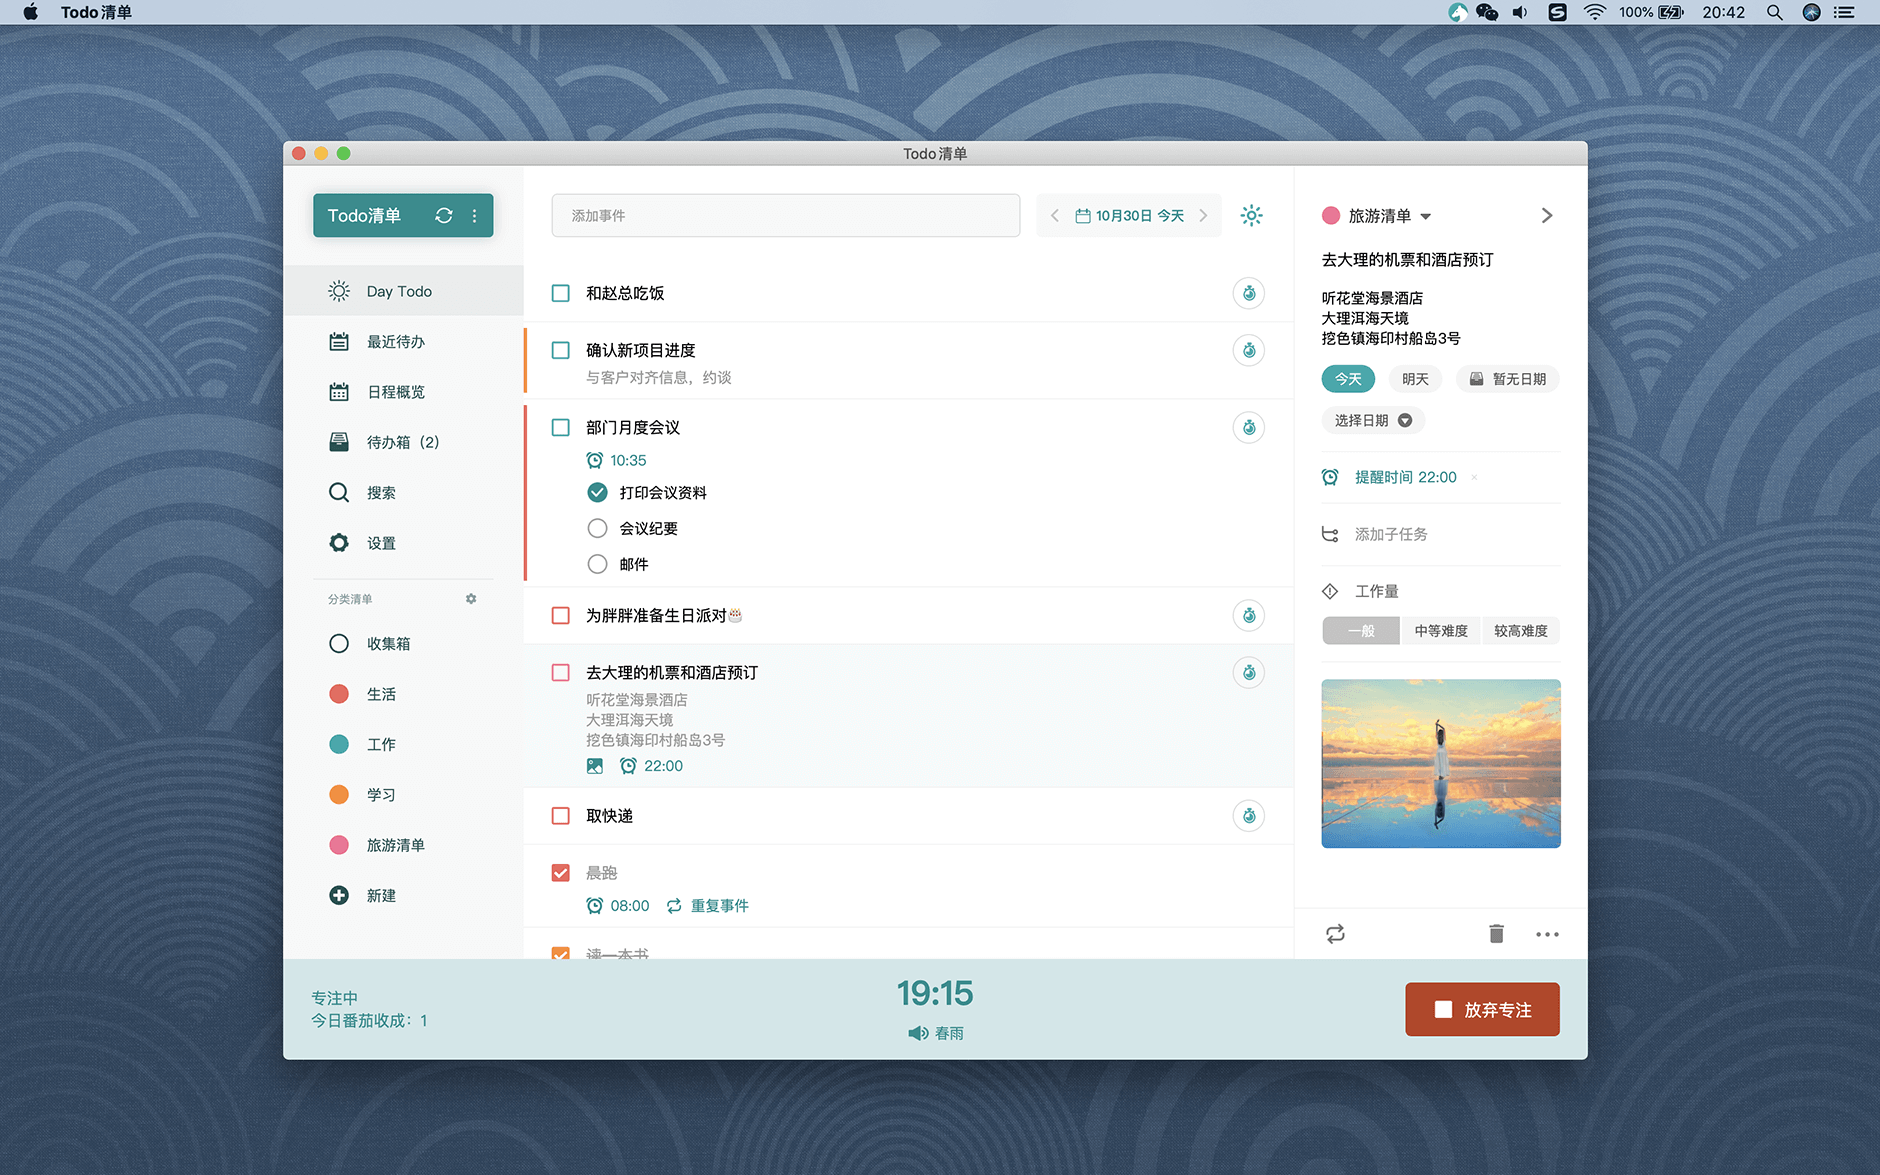 Todo清单
100%
20:42
Todo清单
Todo清单
Day Todo
最近待办
日程概览
待办箱（2）
搜索
设置
分类清单
收集箱
生活
工作
学习
旅游清单
新建
添加事件
10月30日 今天
和赵总吃饭
确认新项目进度
与客户对齐信息，约谈
部门月度会议
10:35
打印会议资料
会议纪要
邮件
为胖胖准备生日派对🎂
去大理的机票和酒店预订
听花堂海景酒店
大理洱海天境
挖色镇海印村船岛3号
22:00
取快递
晨跑
08:00 重复事件
读一本书
旅游清单
去大理的机票和酒店预订
听花堂海景酒店
大理洱海天境
挖色镇海印村船岛3号
今天 明天 暂无日期
选择日期
提醒时间 22:00
添加子任务
工作量
一般 中等难度 较高难度
专注中
今日番茄收成：1
19:15
春雨
放弃专注